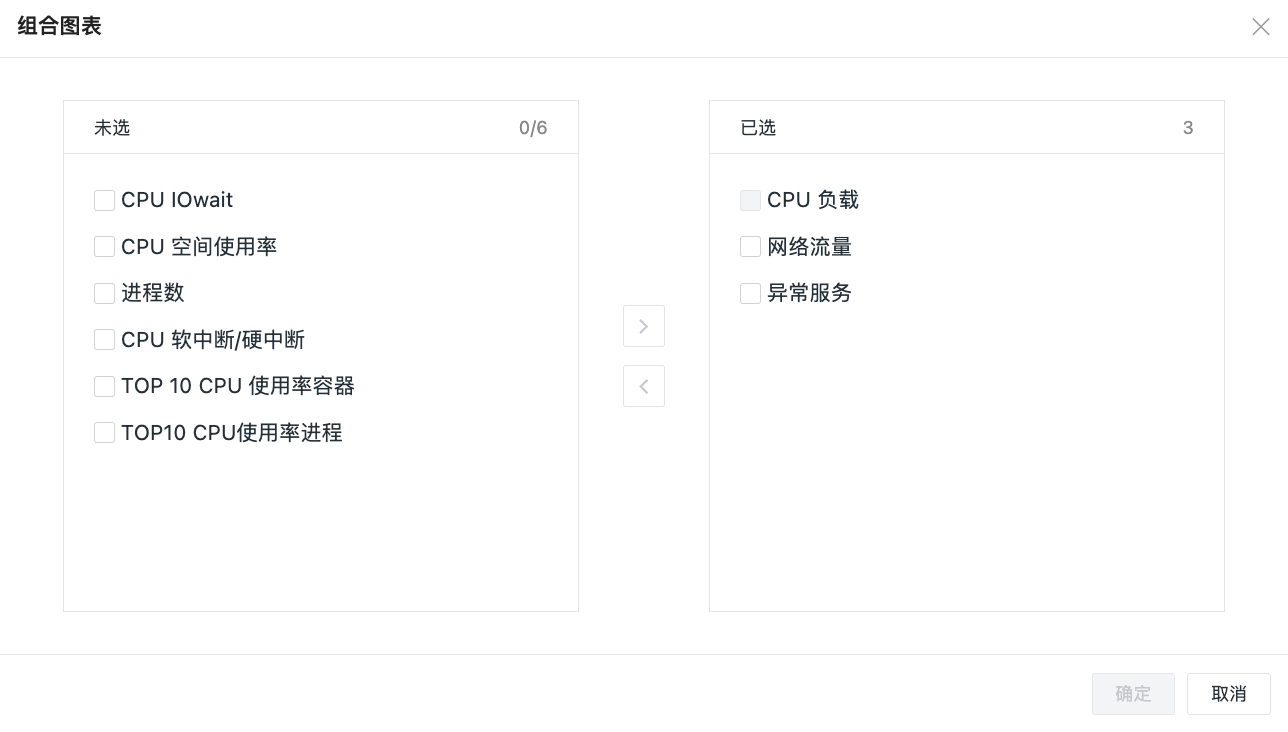 组合图表
未选 0/6
CPU IOwait
CPU 空间使用率
进程数
CPU 软中断/硬中断
TOP 10 CPU 使用率容器
TOP10 CPU使用率进程
已选 3
CPU 负载
网络流量
异常服务
确定 取消